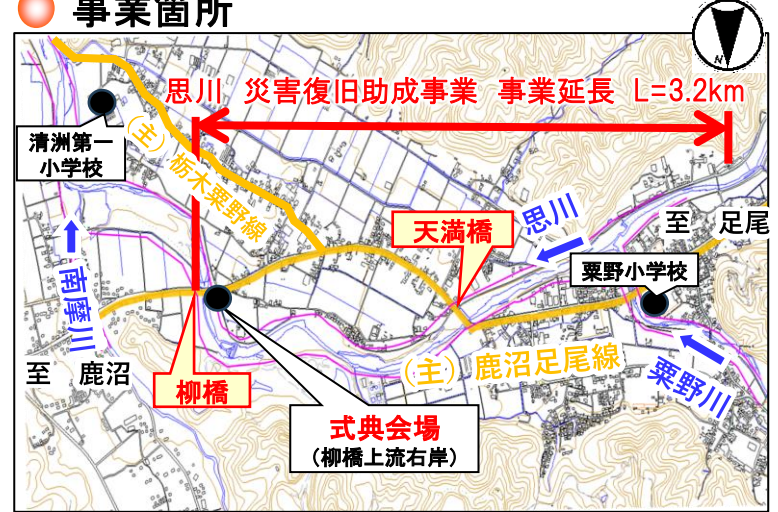 事業箇所
N
思川 災害復旧助成事業 事業延長 L=3.2km
清洲第一
小学校
(主)栃木粟野線
天満橋
思川
至 足尾
粟野小学校
南摩川
(主)鹿沼足尾線
粟野川
至 鹿沼
柳橋
式典会場
(柳橋上流右岸)